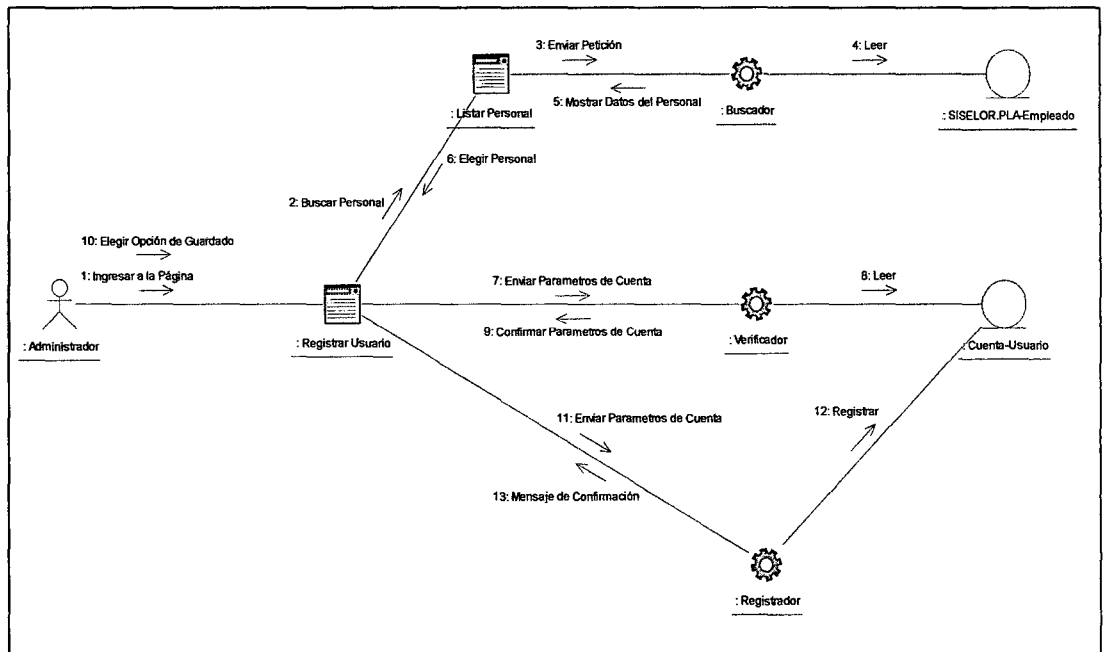 3: Enviar Petición
4: Leer
5: Mostrar Datos del Personal
: Listar Personal
: Buscador
: SISELOR.PLA-Empleado
6: Elegir Personal
2: Buscar Personal
10: Elegir Opción de Guardado
1: Ingresar a la Página
7: Enviar Parametros de Cuenta
8: Leer
9: Confirmar Parametros de Cuenta
: Administrador
: Registrar Usuario
: Verificador
: Cuenta-Usuario
11: Enviar Parametros de Cuenta
12: Registrar
13: Mensaje de Confirmación
: Registrador